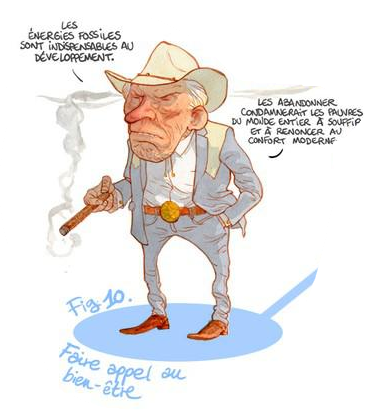 LES
ÉNERGIES FOSSILES
SONT INDISPENSABLES AU
DÉVELOPPEMENT.
LES ABANDONNER
CONDAMNERAIT LES PAUVRES
DU MONDE ENTIER À SOUFFIR
ET À RENONCER AU
CONFORT MODERNE
Fig 10.
Faire appel au
bien-être